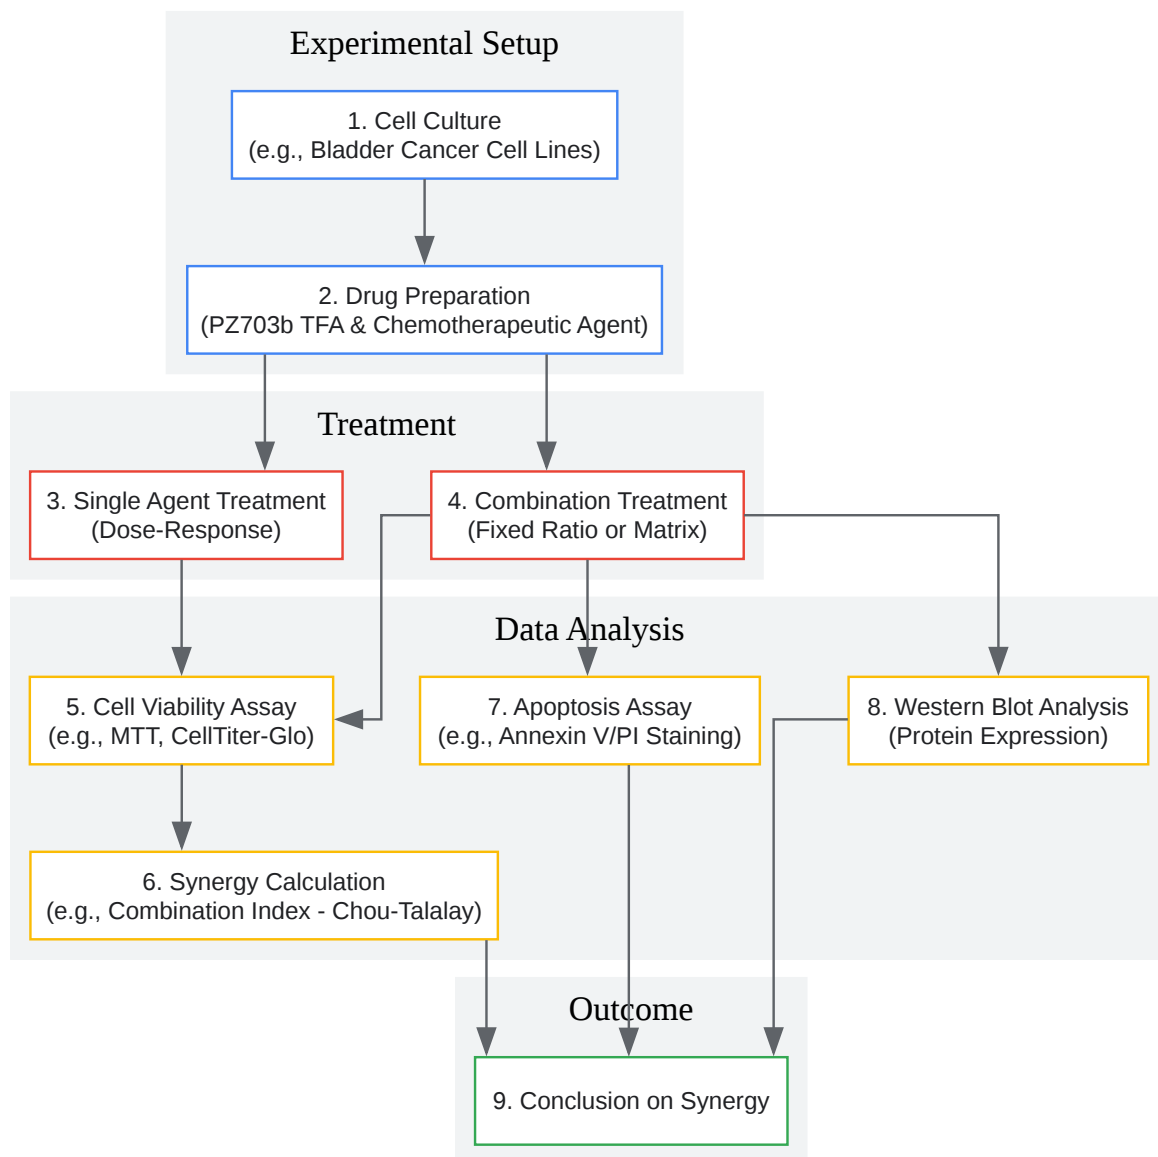 Experimental Setup
1. Cell Culture
(e.g., Bladder Cancer Cell Lines)
2. Drug Preparation
(PZ703b TFA & Chemotherapeutic Agent)
Treatment
3. Single Agent Treatment
(Dose-Response)
4. Combination Treatment
(Fixed Ratio or Matrix)
Data Analysis
5. Cell Viability Assay
(e.g., MTT, CellTiter-Glo)
7. Apoptosis Assay
(e.g., Annexin V/PI Staining)
8. Western Blot Analysis
(Protein Expression)
6. Synergy Calculation
(e.g., Combination Index - Chou-Talalay)
Outcome
9. Conclusion on Synergy